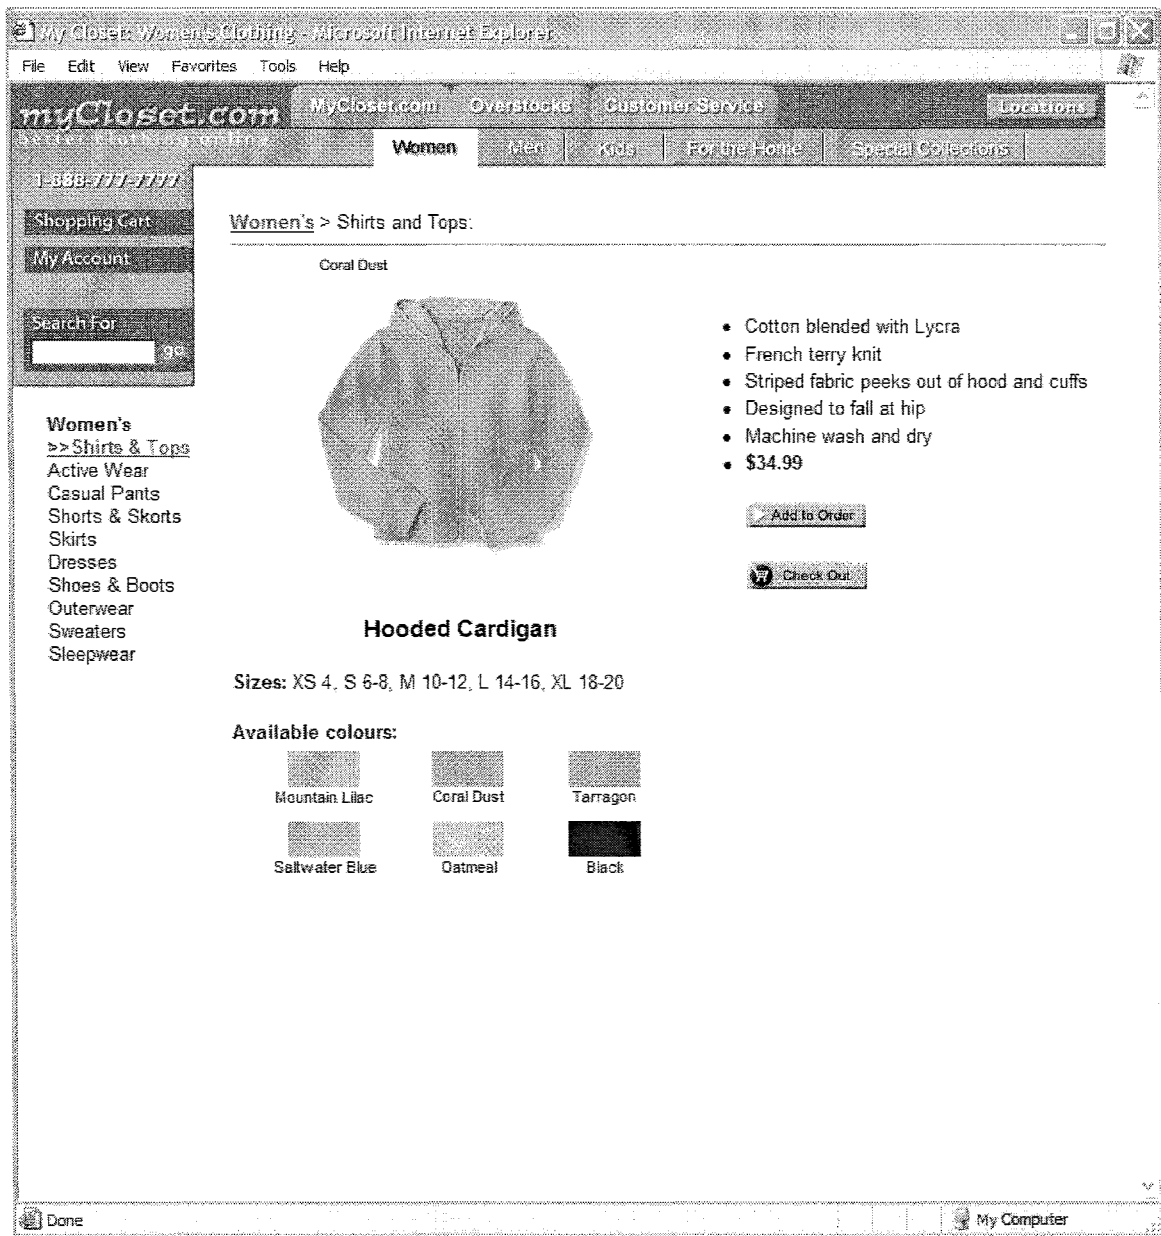 My Closet: Women's Clothing - Microsoft Internet Explorer
File Edit View Favorites Tools Help
myCloset.com
MyCloset.com Overstocks Customer Service Locations
Women Men Kids For the Home Special Collections
1-888-777-7777
Shopping Cart
My Account
Search For
go
Women's
>>Shirts & Tops
Active Wear
Casual Pants
Shorts & Skorts
Skirts
Dresses
Shoes & Boots
Outerwear
Sweaters
Sleepwear
Women's > Shirts and Tops:
Coral Dust
• Cotton blended with Lycra
• French terry knit
• Striped fabric peeks out of hood and cuffs
• Designed to fall at hip
• Machine wash and dry
• $34.99
Add to Order
Check Out
Hooded Cardigan
Sizes: XS 4, S 6-8, M 10-12, L 14-16, XL 18-20
Available colours:
Mountain Lilac Coral Dust Tarragon
Saltwater Blue Oatmeal Black
Done My Computer